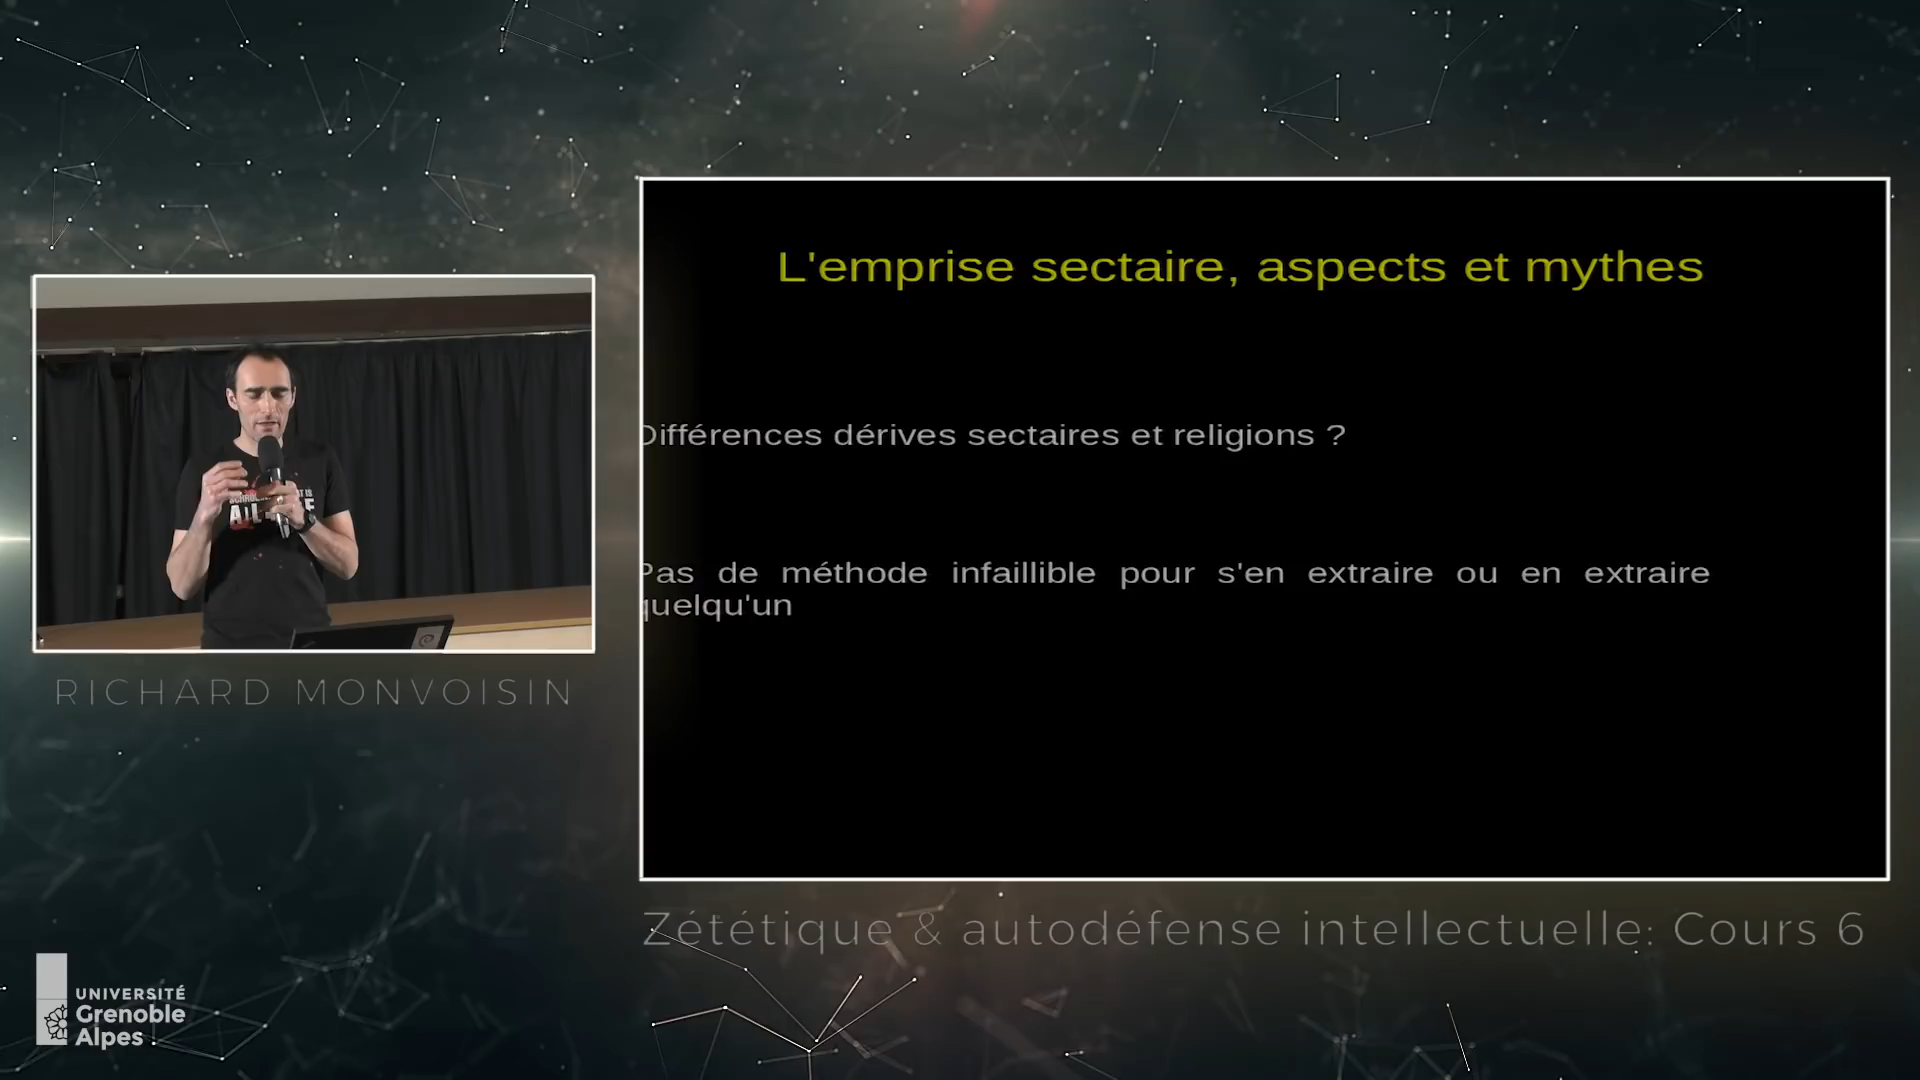 L'emprise sectaire, aspects et mythes
Différences dérives sectaires et religions ?
Pas de méthode infaillible pour s'en extraire ou en extraire
quelqu'un
RICHARD MONVOISIN
Zététique & autodéfense intellectuelle: Cours 6
UNIVERSITÉ
Grenoble
Alpes